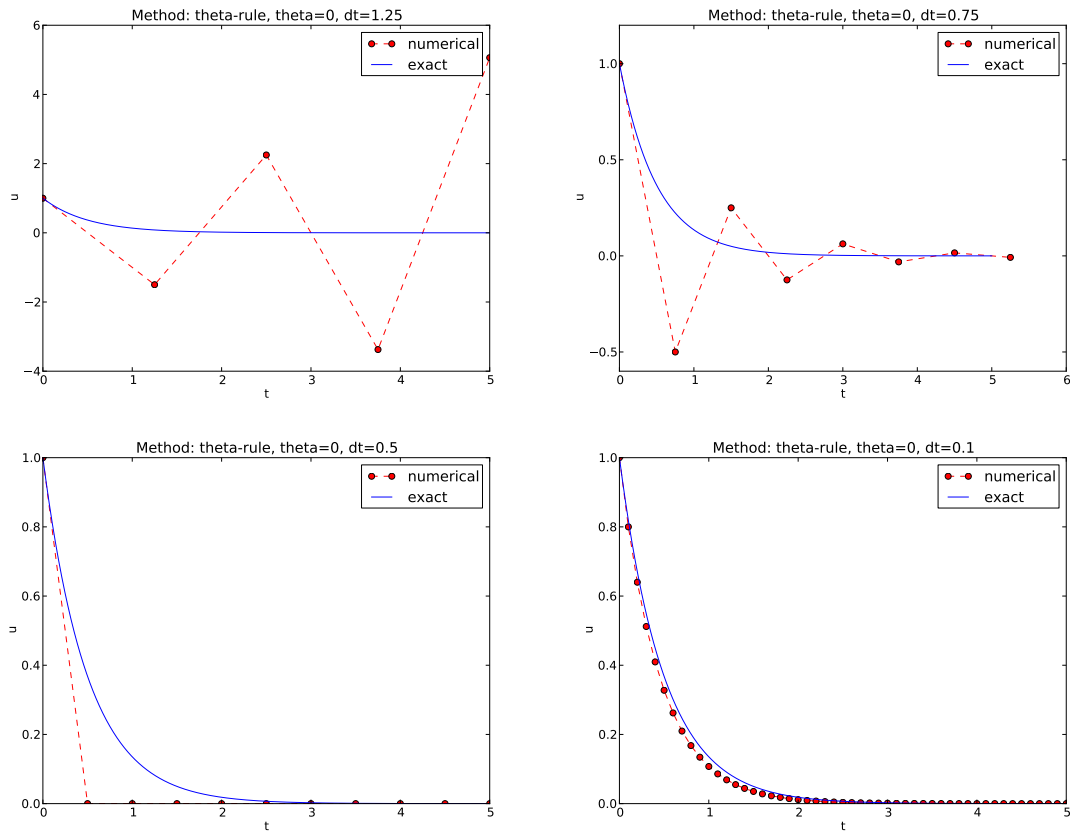 Method: theta-rule, theta=0, dt=1.25
6
4
2
0
−2
−4
u
0 1 2 3 4 5
t
numerical
exact
Method: theta-rule, theta=0, dt=0.75
1.0
0.5
0.0
−0.5
u
0 1 2 3 4 5 6
t
numerical
exact
Method: theta-rule, theta=0, dt=0.5
1.0
0.8
0.6
0.4
0.2
0.0
u
0 1 2 3 4 5
t
numerical
exact
Method: theta-rule, theta=0, dt=0.1
1.0
0.8
0.6
0.4
0.2
0.0
u
0 1 2 3 4 5
t
numerical
exact